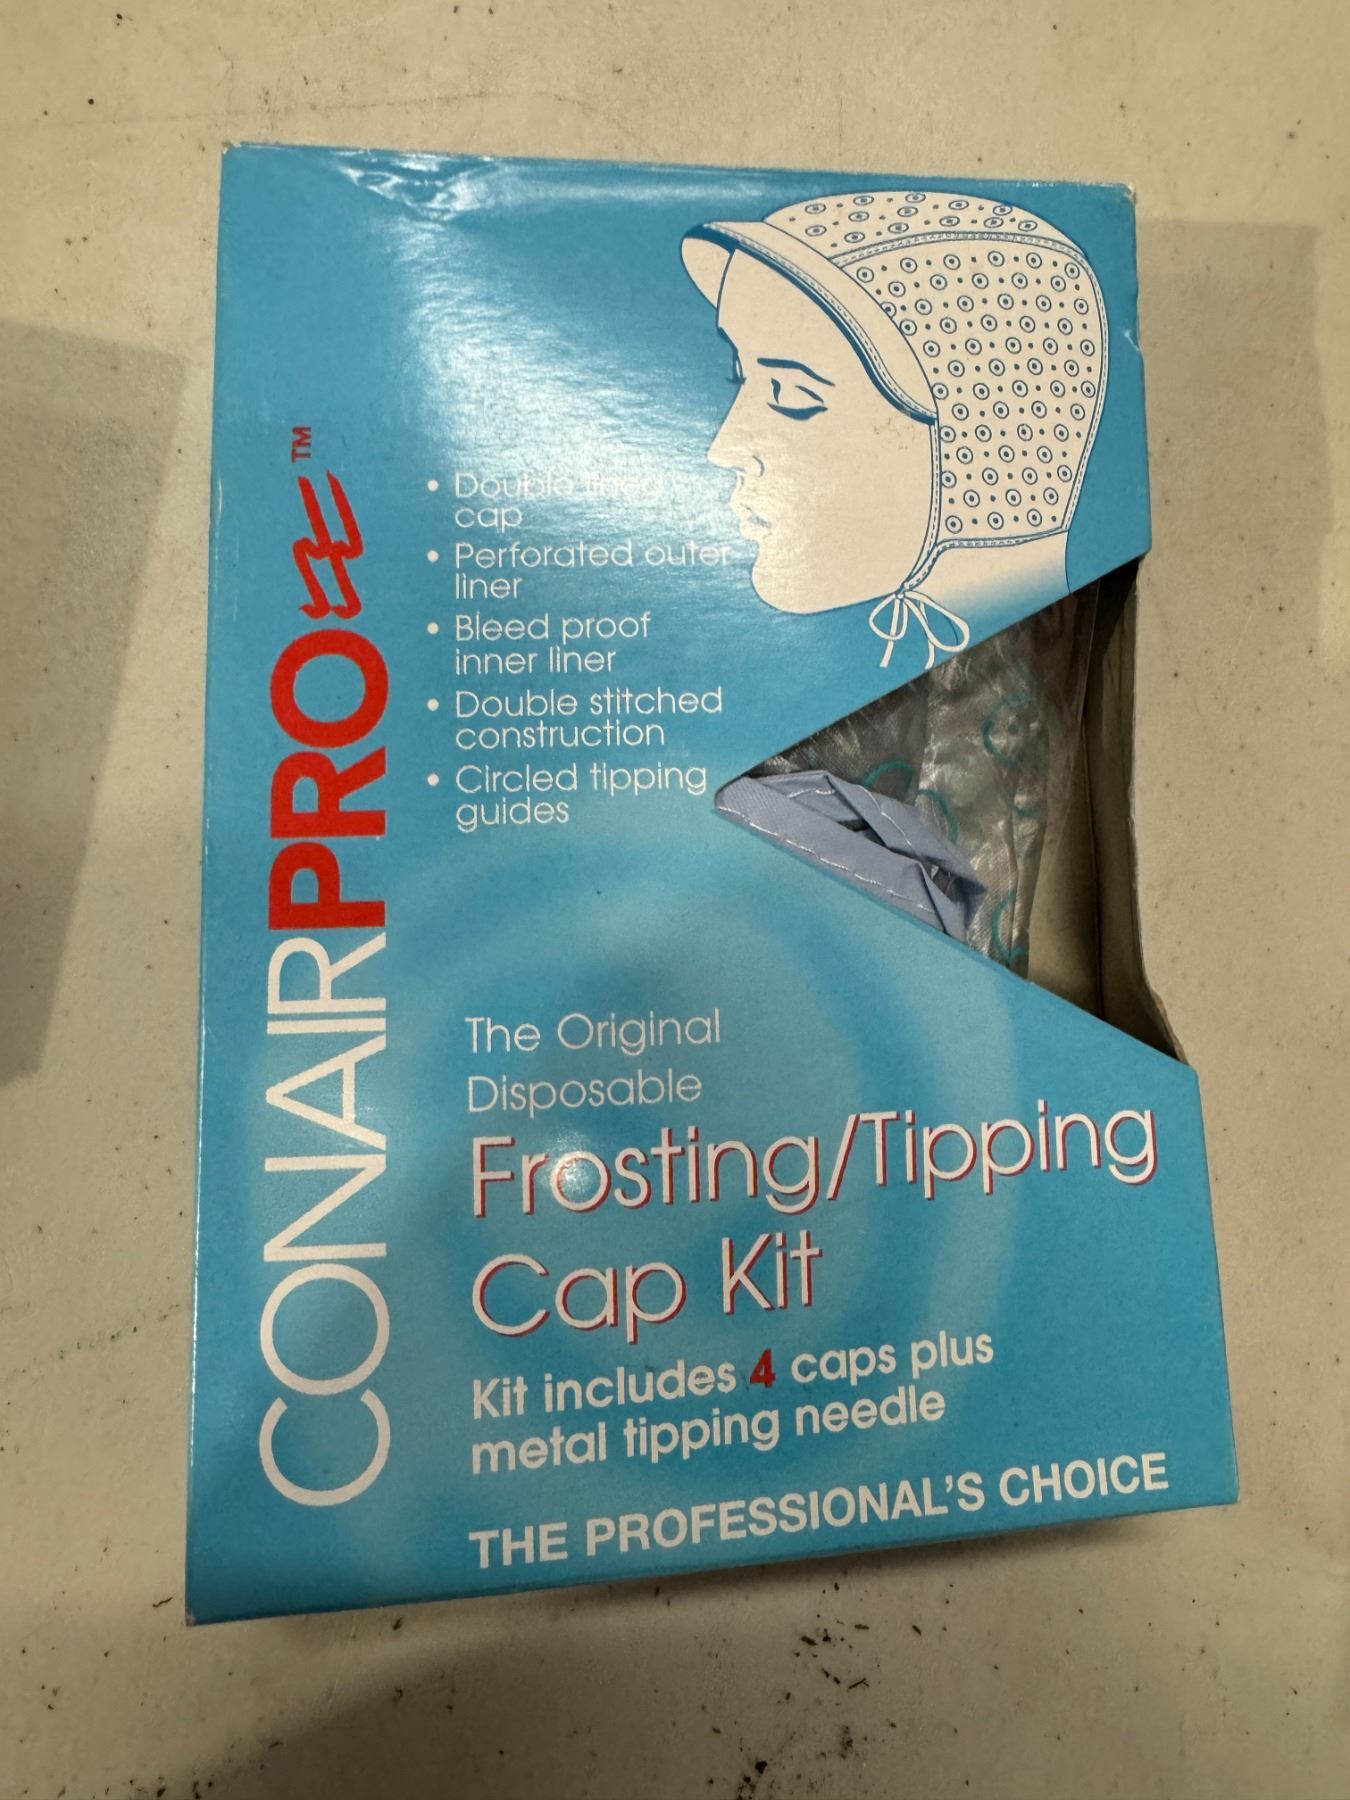 CONAIRPRO™
• Double lined
cap
• Perforated outer
liner
• Bleed proof
inner liner
• Double stitched
construction
• Circled tipping
guides
The Original
Disposable
Frosting/Tipping
Cap Kit
Kit includes 4 caps plus
metal tipping needle
THE PROFESSIONAL'S CHOICE